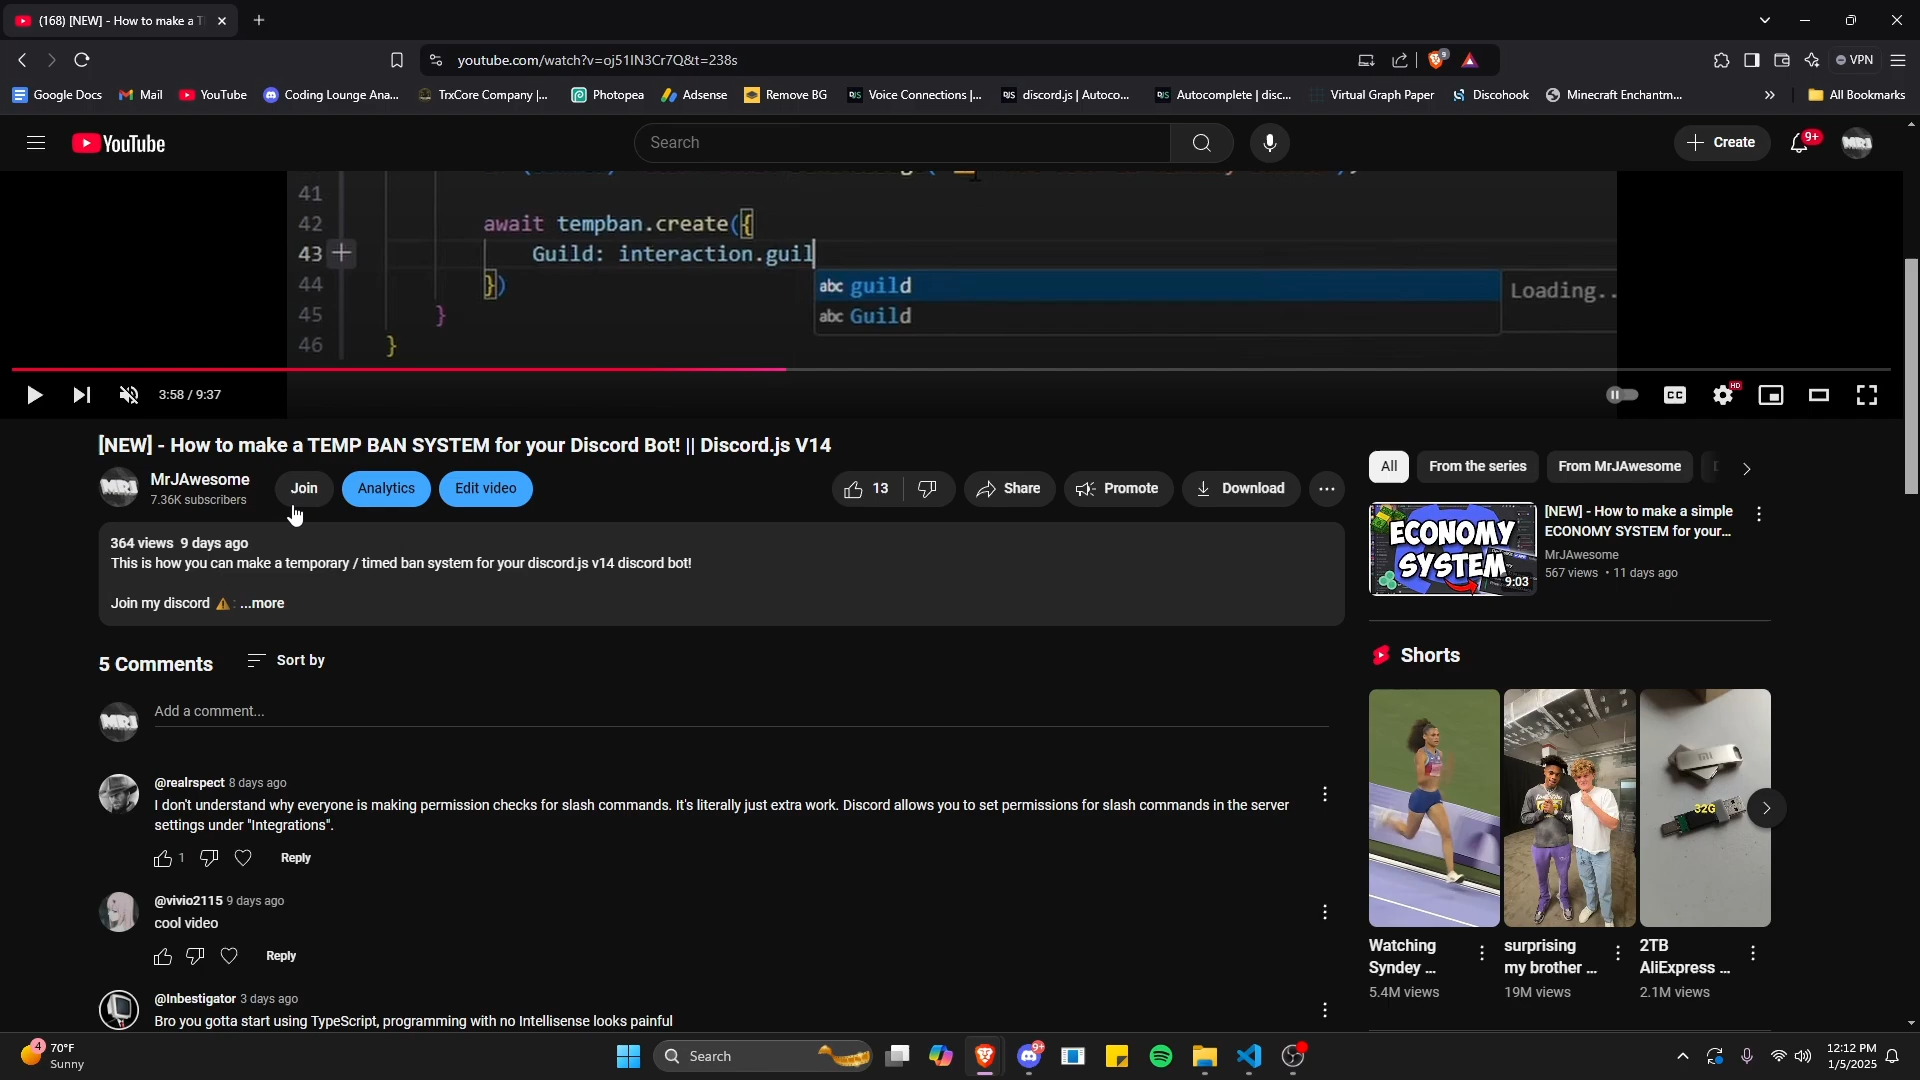 (168) [NEW] - How to make a T
youtube.com/watch?v=oj51IN3Cr7Q&t=238s
VPN
Google Docs
Mail
YouTube
Coding Lounge Ana...
TrxCore Company |...
Photopea
Adsense
Remove BG
Voice Connections |...
discord.js | Autoco...
Autocomplete | disc...
Virtual Graph Paper
Discohook
Minecraft Enchantm...
All Bookmarks
YouTube
Search
Create
9+
41
42 await tempban.create({
43 Guild: interaction.guil
44 })
45 }
46 }
abc guild
abc Guild
Loading..
3:58 / 9:37
CC
HD
[NEW] - How to make a TEMP BAN SYSTEM for your Discord Bot! || Discord.js V14
MrJAwesome
7.36K subscribers
Join
Analytics
Edit video
13
Share
Promote
Download
364 views 9 days ago
This is how you can make a temporary / timed ban system for your discord.js v14 discord bot!
Join my discord ⚠️ : ...more
5 Comments
Sort by
Add a comment...
@realrspect 8 days ago
I don't understand why everyone is making permission checks for slash commands. It's literally just extra work. Discord allows you to set permissions for slash commands in the server
settings under "Integrations".
1
Reply
@vivio2115 9 days ago
cool video
Reply
@Inbestigator 3 days ago
Bro you gotta start using TypeScript, programming with no Intellisense looks painful
All
From the series
From MrJAwesome
ECONOMY
SYSTEM
9:03
[NEW] - How to make a simple
ECONOMY SYSTEM for your...
MrJAwesome
567 views • 11 days ago
Shorts
32G
Watching
Syndey ...
5.4M views
surprising
my brother ...
19M views
2TB
AliExpress ...
2.1M views
4
70°F
Sunny
Search
9+
12:12 PM
1/5/2025